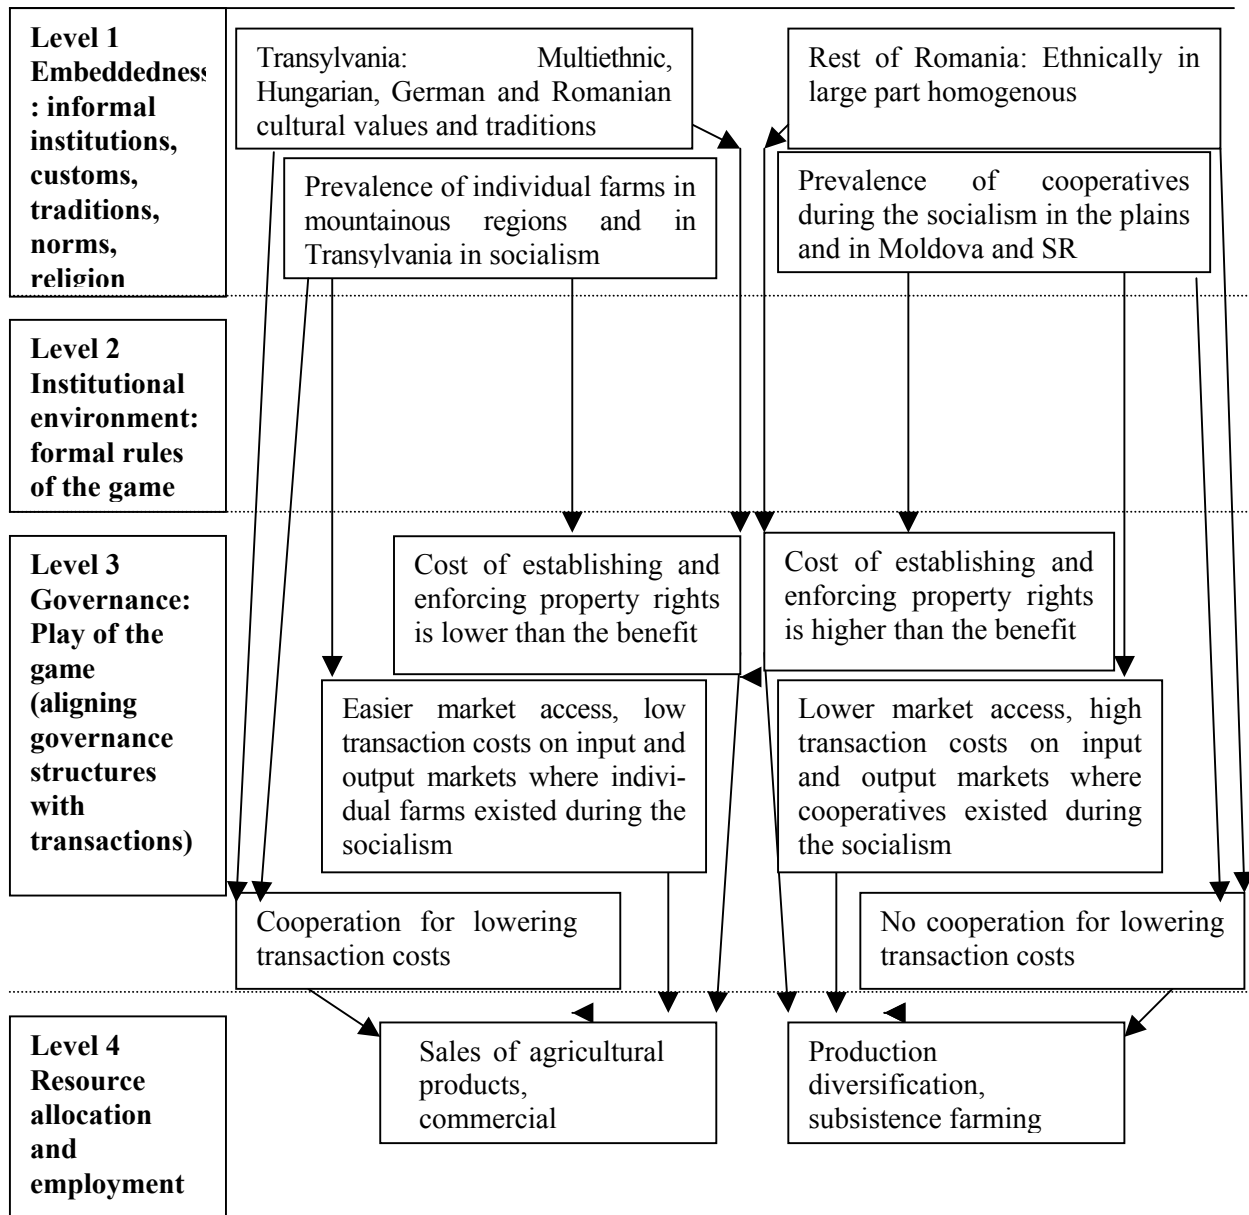 Level 1
Embeddedness
: informal
institutions,
customs,
traditions,
norms,
religion
Transylvania: Multiethnic,
Hungarian, German and Romanian
cultural values and traditions
Rest of Romania: Ethnically in
large part homogenous
Prevalence of individual farms in
mountainous regions and in
Transylvania in socialism
Prevalence of cooperatives
during the socialism in the plains
and in Moldova and SR
Level 2
Institutional
environment:
formal rules
of the game
Level 3
Governance:
Play of the
game
(aligning
governance
structures
with
transactions)
Cost of establishing and
enforcing property rights
is lower than the benefit
Cost of establishing and
enforcing property rights
is higher than the benefit
Easier market access, low
transaction costs on input and
output markets where indivi-
dual farms existed during the
socialism
Lower market access, high
transaction costs on input
and output markets where
cooperatives existed during
the socialism
Cooperation for lowering
transaction costs
No cooperation for lowering
transaction costs
Level 4
Resource
allocation
and
employment
Sales of agricultural
products,
commercial
Production
diversification,
subsistence farming